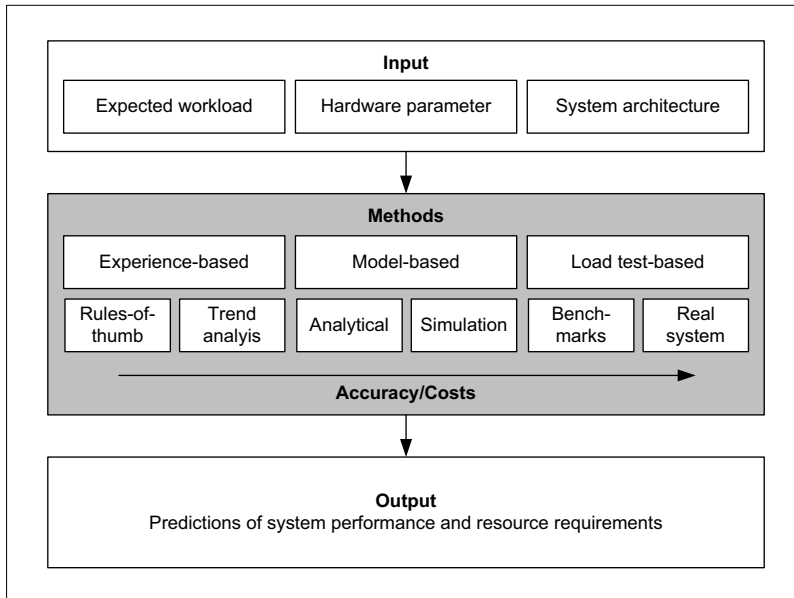 Input
Expected workload
Hardware parameter
System architecture
Methods
Experience-based
Model-based
Load test-based
Rules-of-
thumb
Trend
analyis
Analytical
Simulation
Bench-
marks
Real
system
Accuracy/Costs
Output
Predictions of system performance and resource requirements